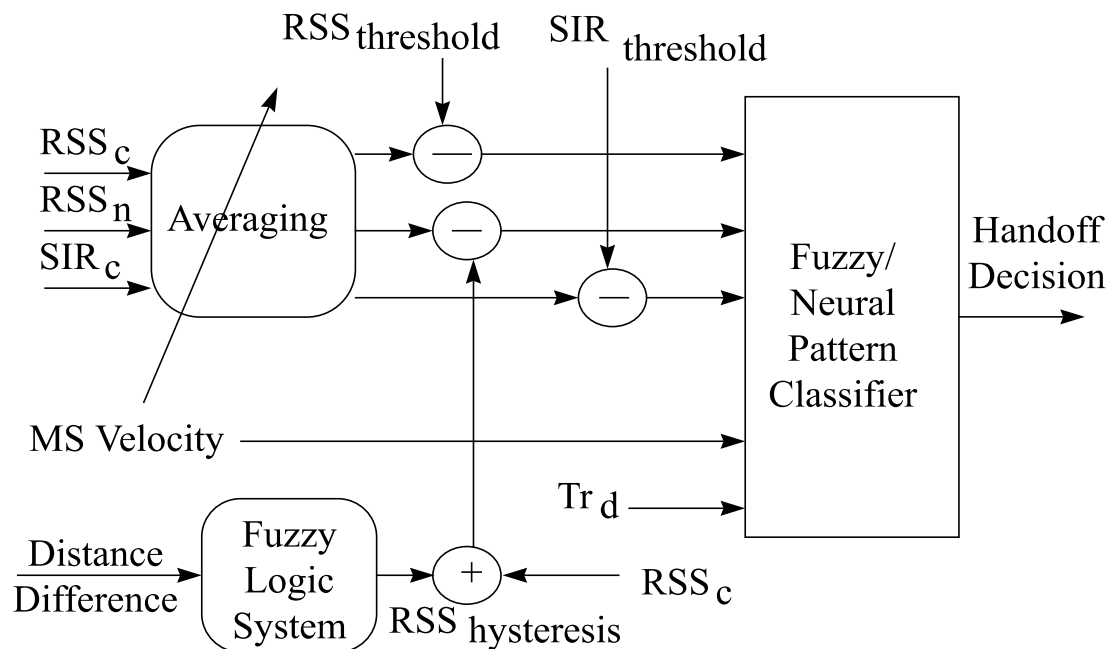 RSS threshold
SIR threshold
RSS c
RSS n
SIR c
Averaging
−
−
−
Fuzzy/
Neural
Pattern
Classifier
Handoff
Decision
MS Velocity
Tr d
Distance
Difference
Fuzzy
Logic
System
+
RSS c
RSS hysteresis